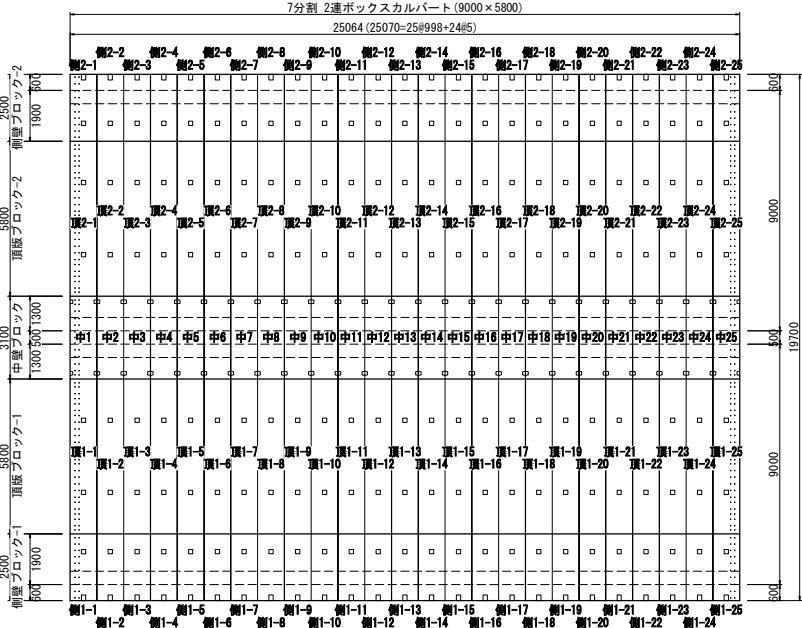 7分割 2連ボックスカルバート(9000×5800)
25064(25070=25@998+24@5)
側2-2 側2-4 側2-6 側2-8 側2-10 側2-12 側2-14 側2-16 側2-18 側2-20 側2-22 側2-24
側2-1 側2-3 側2-5 側2-7 側2-9 側2-11 側2-13 側2-15 側2-17 側2-19 側2-21 側2-23 側2-25
2500
側壁ブロック-2
600
1900
600
5800
頂版ブロック-2
9000
頂2-2 頂2-4 頂2-6 頂2-8 頂2-10 頂2-12 頂2-14 頂2-16 頂2-18 頂2-20 頂2-22 頂2-24
頂2-1 頂2-3 頂2-5 頂2-7 頂2-9 頂2-11 頂2-13 頂2-15 頂2-17 頂2-19 頂2-21 頂2-23 頂2-25
3100
中壁ブロック
1300 500 1300
中1 中2 中3 中4 中5 中6 中7 中8 中9 中10 中11 中12 中13 中14 中15 中16 中17 中18 中19 中20 中21 中22 中23 中24 中25
500
19700
5800
頂版ブロック-1
頂1-1 頂1-3 頂1-5 頂1-7 頂1-9 頂1-11 頂1-13 頂1-15 頂1-17 頂1-19 頂1-21 頂1-23 頂1-25
頂1-2 頂1-4 頂1-6 頂1-8 頂1-10 頂1-12 頂1-14 頂1-16 頂1-18 頂1-20 頂1-22 頂1-24
9000
2500
側壁ブロック-1
1900
600
600
側1-1 側1-3 側1-5 側1-7 側1-9 側1-11 側1-13 側1-15 側1-17 側1-19 側1-21 側1-23 側1-25
側1-2 側1-4 側1-6 側1-8 側1-10 側1-12 側1-14 側1-16 側1-18 側1-20 側1-22 側1-24